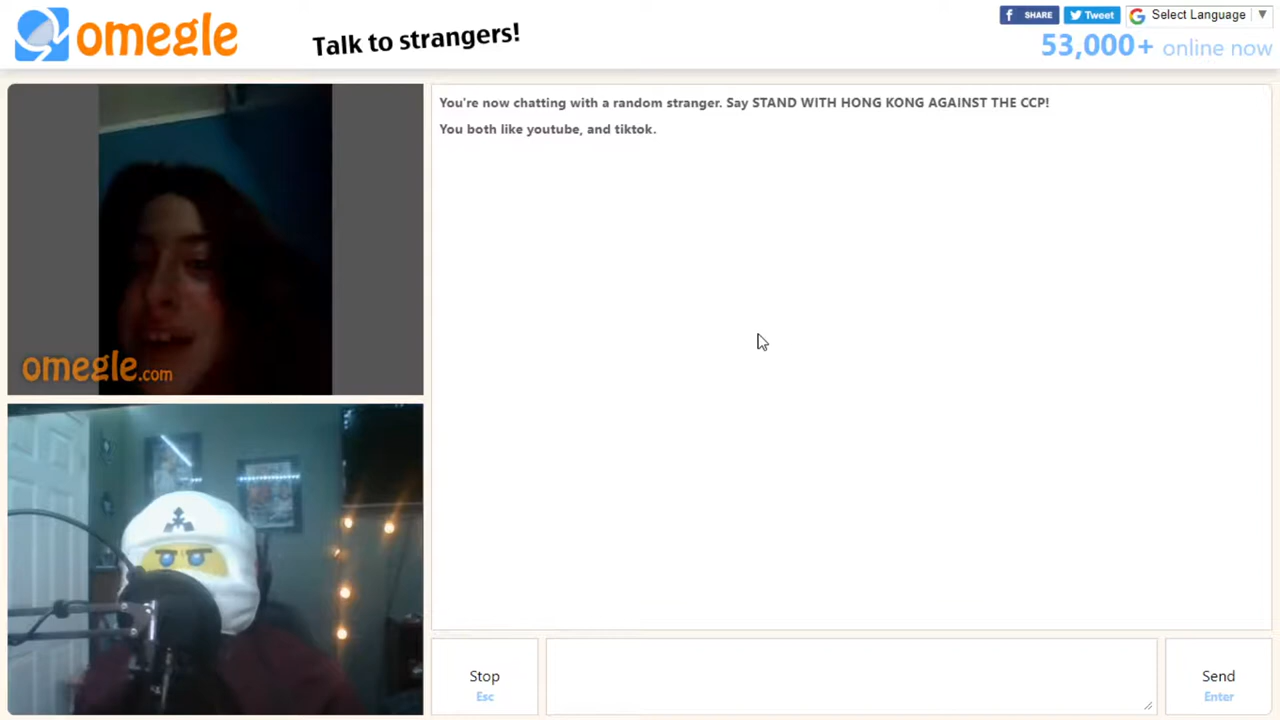 omegle
Talk to strangers!
SHARE
Tweet
Select Language
53,000+ online now
You're now chatting with a random stranger. Say STAND WITH HONG KONG AGAINST THE CCP!
You both like youtube, and tiktok.
omegle.com
Stop
Esc
Send
Enter